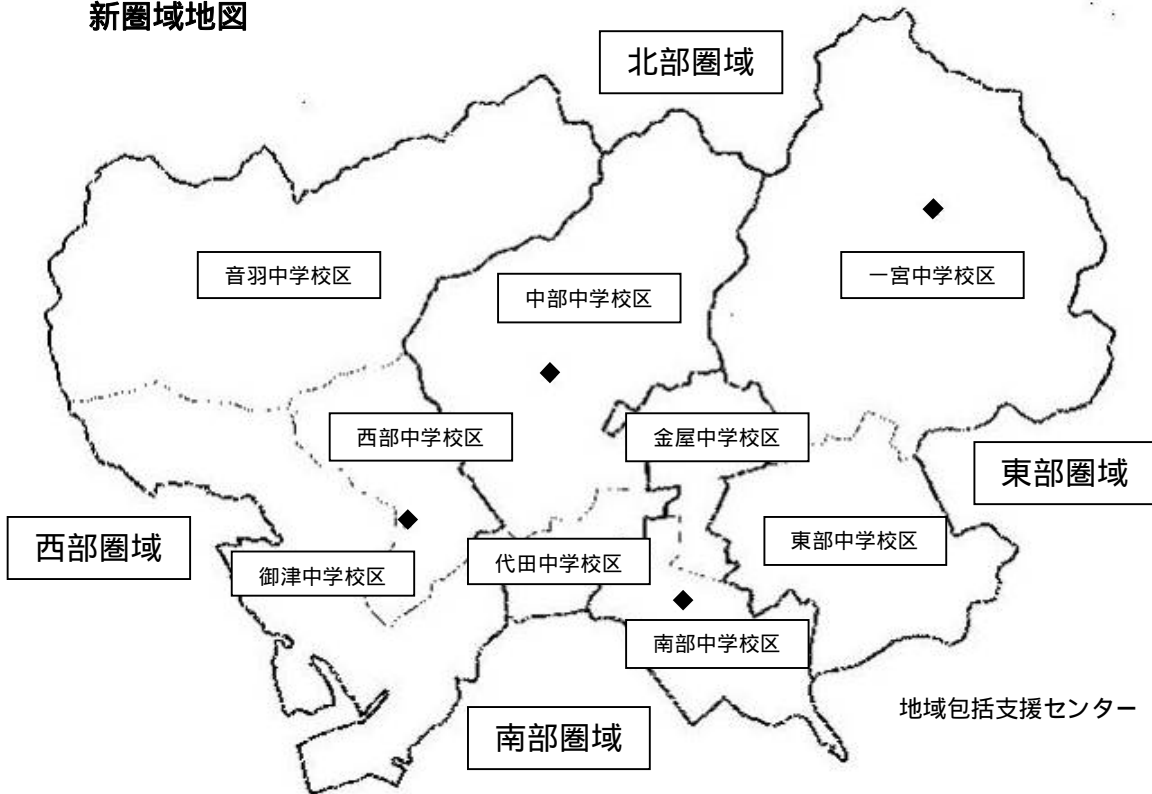 新圏域地図
北部圏域
音羽中学校区
中部中学校区
一宮中学校区
西部中学校区
金屋中学校区
東部圏域
西部圏域
御津中学校区
代田中学校区
東部中学校区
南部中学校区
地域包括支援センター
南部圏域